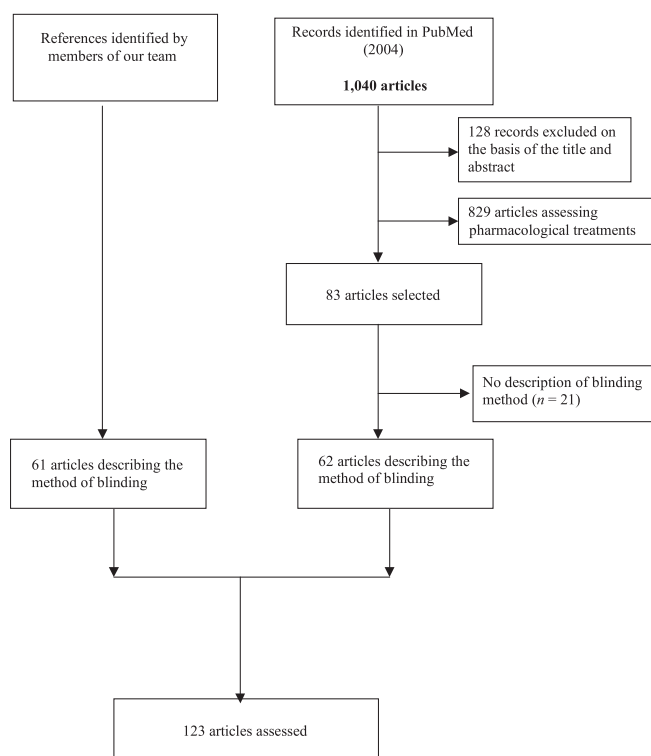 References identified by
members of our team
Records identified in PubMed
(2004)
1,040 articles
128 records excluded on
the basis of the title and
abstract
829 articles assessing
pharmacological treatments
83 articles selected
No description of blinding
method (n = 21)
61 articles describing the
method of blinding
62 articles describing the
method of blinding
123 articles assessed